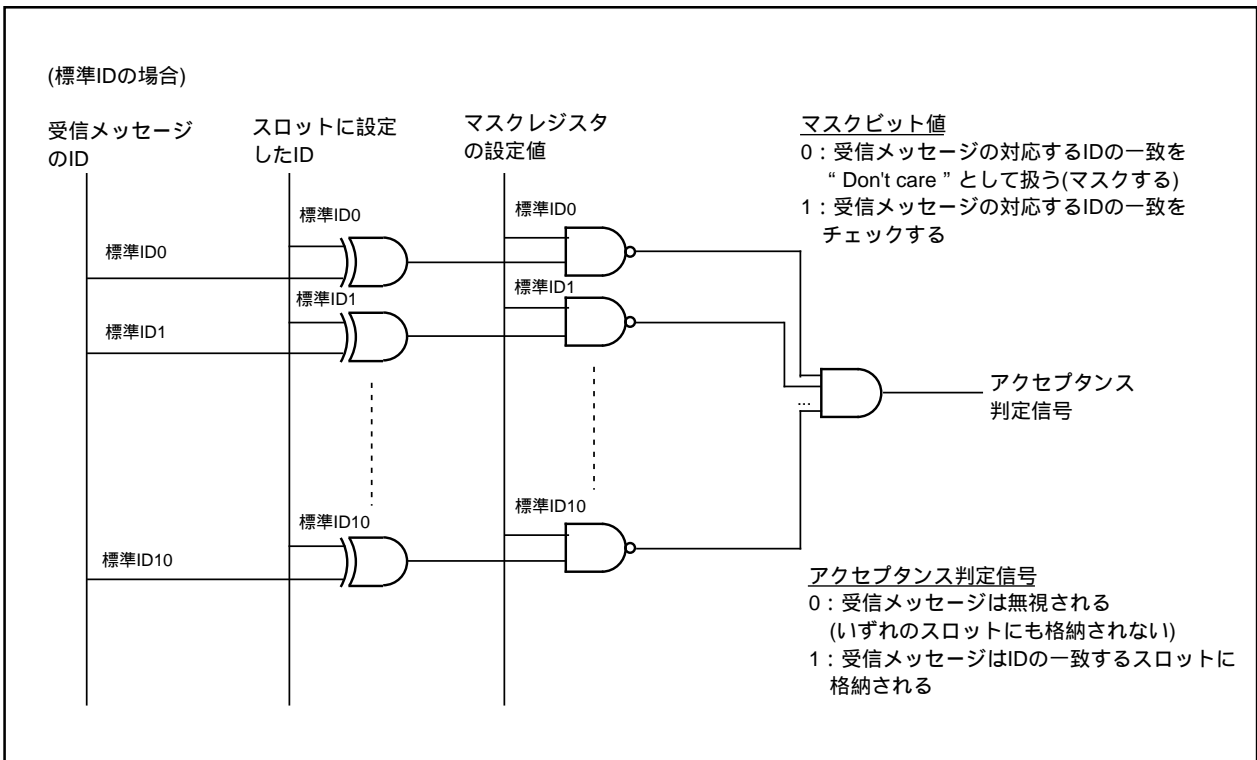 (標準IDの場合)
受信メッセージ
のID
スロットに設定
したID
マスクレジスタ
の設定値
マスクビット値
0：受信メッセージの対応するIDの一致を
“ Don't care ” として扱う(マスクする)
1：受信メッセージの対応するIDの一致を
チェックする
標準ID0
標準ID0
標準ID0
標準ID1
標準ID1
標準ID1
...
アクセプタンス
判定信号
標準ID10
標準ID10
標準ID10
アクセプタンス判定信号
0：受信メッセージは無視される
(いずれのスロットにも格納されない)
1：受信メッセージはIDの一致するスロットに
格納される